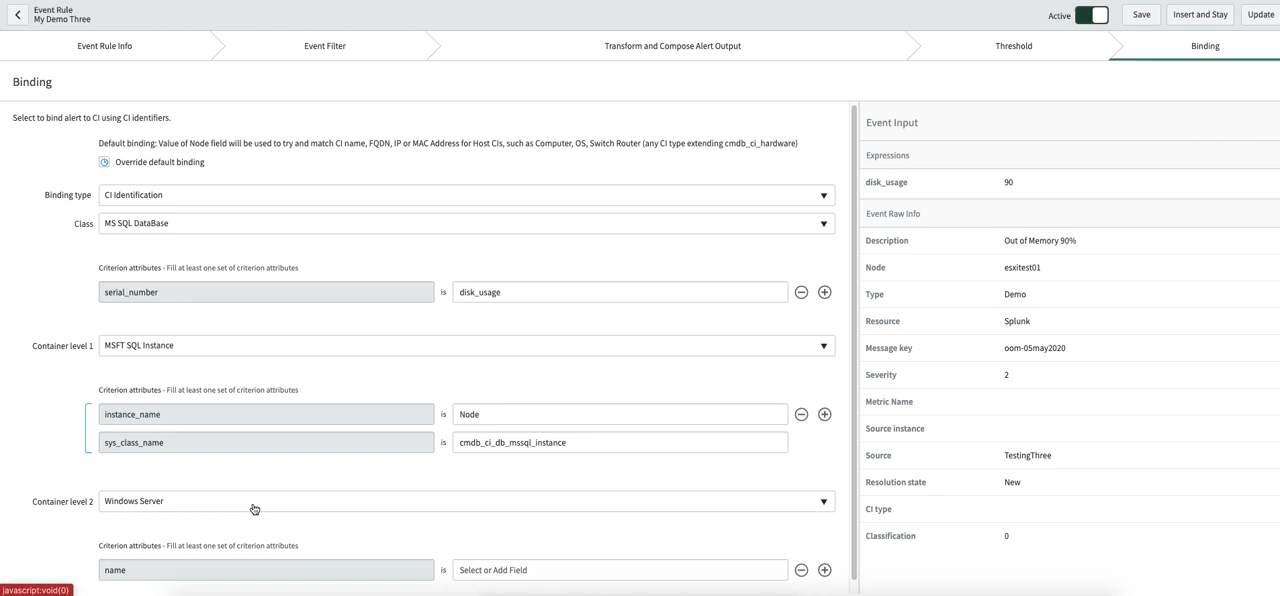 Event Rule
My Demo Three
Active
Save
Insert and Stay
Update
Event Rule Info
Event Filter
Transform and Compose Alert Output
Threshold
Binding
Binding
Select to bind alert to CI using CI identifiers.
Default binding: Value of Node field will be used to try and match CI name, FQDN, IP or MAC Address for Host CIs, such as Computer, OS, Switch Router (any CI type extending cmdb_ci_hardware)
Override default binding
Binding type CI Identification
Class MS SQL DataBase
Criterion attributes - Fill at least one set of criterion attributes
serial_number is disk_usage
Container level 1 MSFT SQL Instance
Criterion attributes - Fill at least one set of criterion attributes
instance_name is Node
sys_class_name is cmdb_ci_db_mssql_instance
Container level 2 Windows Server
Criterion attributes - Fill at least one set of criterion attributes
name is Select or Add Field
javascript:void(0)
Event Input
Expressions
disk_usage 90
Event Raw Info
Description Out of Memory 90%
Node esxitest01
Type Demo
Resource Splunk
Message key oom-05may2020
Severity 2
Metric Name
Source instance
Source TestingThree
Resolution state New
CI type
Classification 0